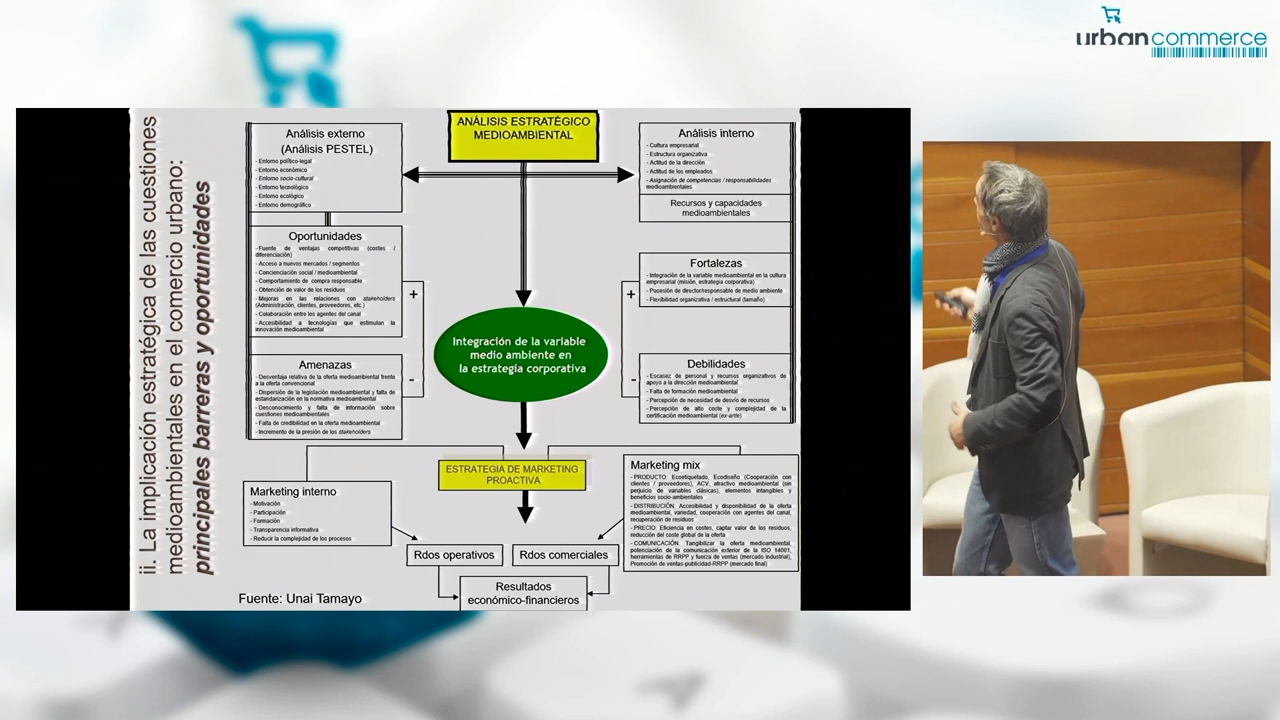 urbancommerce
ii. La implicación estratégica de las cuestiones
medioambientales en el comercio urbano:
principales barreras y oportunidades
ANÁLISIS ESTRATÉGICO
MEDIOAMBIENTAL
Análisis externo
(Análisis PESTEL)
- Entorno político-legal
- Entorno económico
- Entorno socio-cultural
- Entorno tecnológico
- Entorno ecológico
- Entorno demográfico
Oportunidades
- Fuente de ventajas competitivas (costes /
diferenciación)
- Acceso a nuevos mercados / segmentos
- Concienciación social / medioambiental
- Comportamiento de compra responsable
- Obtención de valor de los residuos
- Mejoras en las relaciones con stakeholders
(Administración, clientes, proveedores, etc.)
- Colaboración entre los agentes del canal
- Accesibilidad a tecnologías que estimulan la
innovación medioambiental
+
Amenazas
- Desventaja relativa de la oferta medioambiental frente
a la oferta convencional
- Dispersión de la legislación medioambiental y falta de
estandarización en la normativa medioambiental
- Desconocimiento y falta de información sobre
cuestiones medioambientales
- Falta de credibilidad en la oferta medioambiental
- Incremento de la presión de los stakeholders
-
Análisis interno
- Cultura empresarial
- Estructura organizativa
- Actitud de la dirección
- Actitud de los empleados
- Asignación de competencias / responsabilidades
medioambientales
Recursos y capacidades
medioambientales
Fortalezas
- Integración de la variable medioambiental en la cultura
empresarial (misión, estrategia corporativa)
- Posesión de director/responsable de medio ambiente
- Flexibilidad organizativa / estructural (tamaño)
+
Debilidades
- Escasez de personal y recursos organizativos de
apoyo a la dirección medioambiental
- Falta de formación medioambiental
- Percepción de necesidad de desvío de recursos
- Percepción de alto coste y complejidad de la
certificación medioambiental (ex-ante)
-
Integración de la variable
medio ambiente en
la estrategia corporativa
ESTRATEGIA DE MARKETING
PROACTIVA
Marketing interno
- Motivación
- Participación
- Formación
- Transparencia informativa
- Reducir la complejidad de los procesos
Marketing mix
- PRODUCTO: Ecoetiquetado, Ecodiseño (Cooperación con
clientes / proveedores), ACV, atractivo medioambiental (sin
perjuicio de variables clásicas), elementos intangibles y
beneficios socio-ambientales
- DISTRIBUCIÓN: Accesibilidad y disponibilidad de la oferta
medioambiental, variedad, cooperación con agentes del canal,
recuperación de residuos
- PRECIO: Eficiencia en costes, captar valor de los residuos,
reducción del coste global de la oferta
- COMUNICACIÓN: Tangibilizar la oferta medioambiental,
potenciación de la comunicación exterior de la ISO 14001,
herramientas de RRPP y fuerza de ventas (mercado industrial),
Promoción de ventas-publicidad-RRPP (mercado final)
Rdos operativos
Rdos comerciales
Resultados
económico-financieros
Fuente: Unai Tamayo